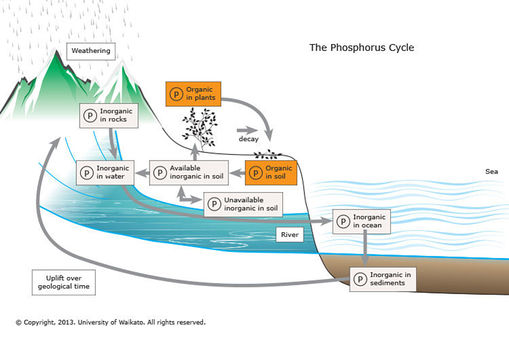 The Phosphorus Cycle
Weathering
P Organic
in plants
P Inorganic
in rocks
decay
P Inorganic
in water
P Available
inorganic in soil
P Organic
in soil
Sea
P Unavailable
inorganic in soil
P Inorganic
in ocean
River
P Inorganic in
sediments
Uplift over
geological time
© Copyright, 2013. University of Waikato. All rights reserved.